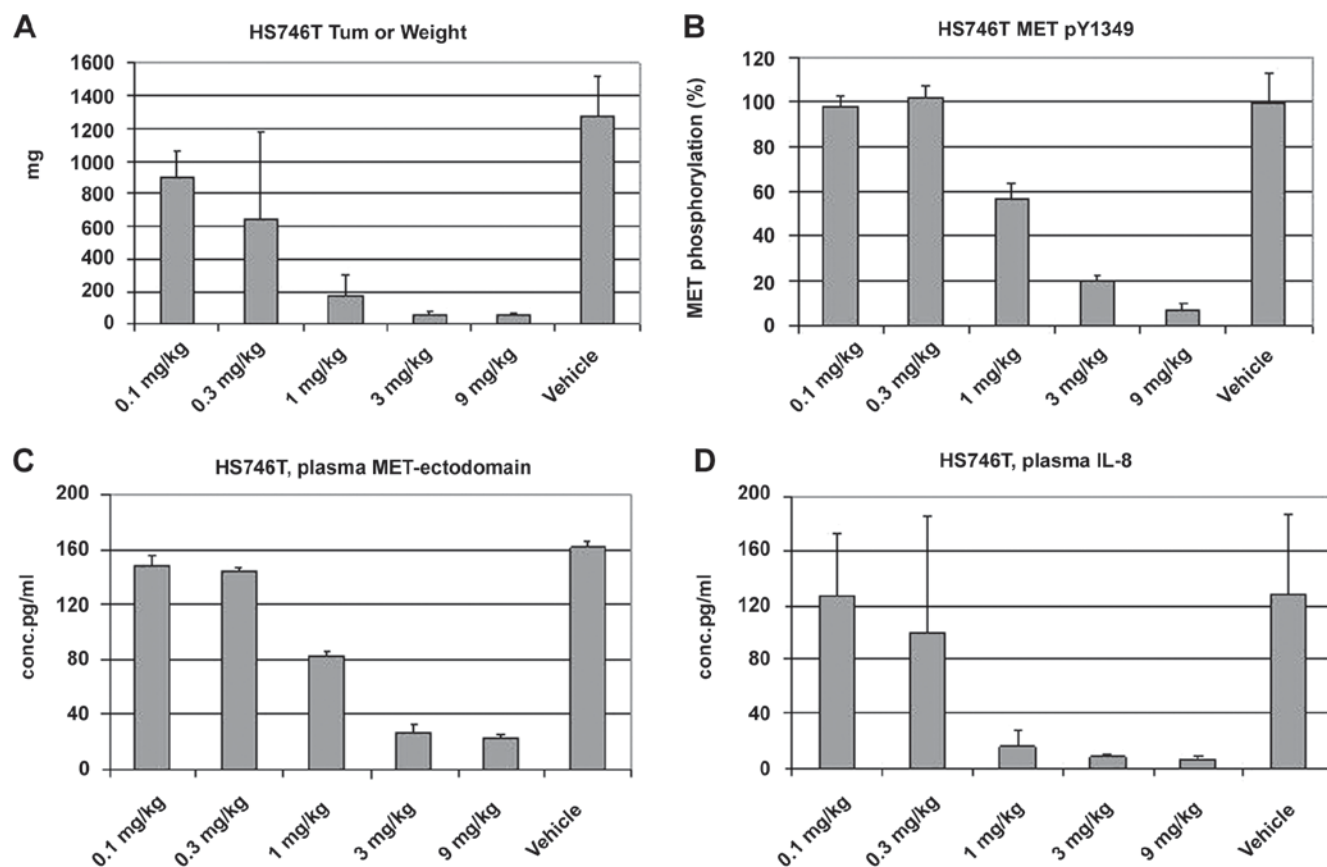 A
HS746T Tum or Weight
mg
1600
1400
1200
1000
800
600
400
200
0
0.1 mg/kg
0.3 mg/kg
1 mg/kg
3 mg/kg
9 mg/kg
Vehicle
B
HS746T MET pY1349
MET phosphorylation (%)
120
100
80
60
40
20
0
0.1 mg/kg
0.3 mg/kg
1 mg/kg
3 mg/kg
9 mg/kg
Vehicle
C
HS746T, plasma MET-ectodomain
conc.pg/ml
200
160
120
80
40
0
0.1 mg/kg
0.3 mg/kg
1 mg/kg
3 mg/kg
9 mg/kg
Vehicle
D
HS746T, plasma IL-8
conc.pg/ml
200
160
120
80
40
0
0.1 mg/kg
0.3 mg/kg
1 mg/kg
3 mg/kg
9 mg/kg
Vehicle